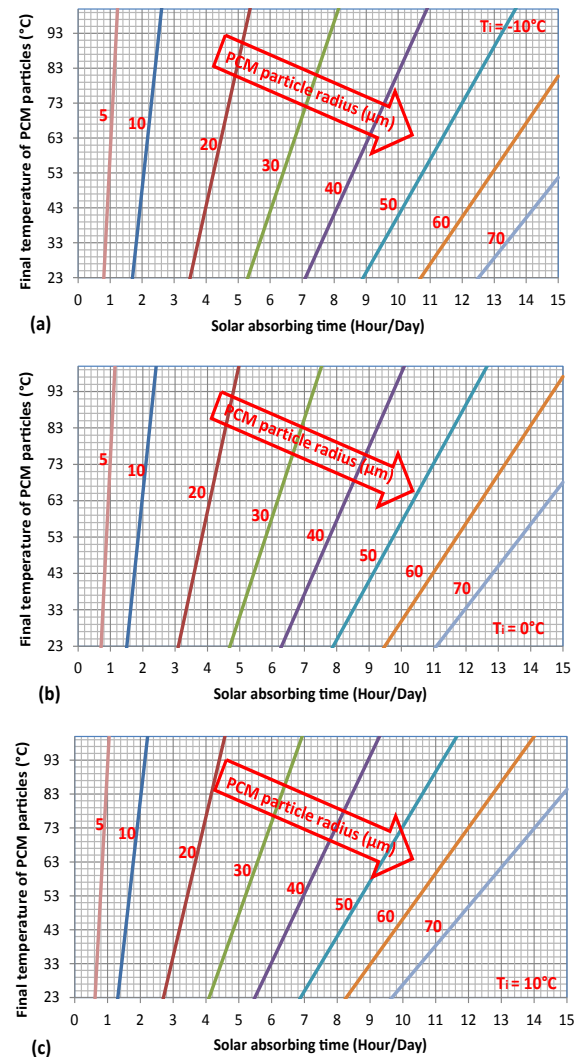 Final temperature of PCM particles (°C)
93
83
73
63
53
43
33
23
Ti = -10°C
PCM particle radius (µm)
5
10
20
30
40
50
60
70
0 1 2 3 4 5 6 7 8 9 10 11 12 13 14 15
(a)
Solar absorbing time (Hour/Day)
Final temperature of PCM particles (°C)
93
83
73
63
53
43
33
23
PCM particle radius (µm)
5
10
20
30
40
50
60
70
Ti = 0°C
0 1 2 3 4 5 6 7 8 9 10 11 12 13 14 15
(b)
Solar absorbing time (Hour/Day)
Final temperature of PCM particles (°C)
93
83
73
63
53
43
33
23
PCM particle radius (µm)
5
10
20
30
40
50
60
70
Ti = 10°C
0 1 2 3 4 5 6 7 8 9 10 11 12 13 14 15
(c)
Solar absorbing time (Hour/Day)